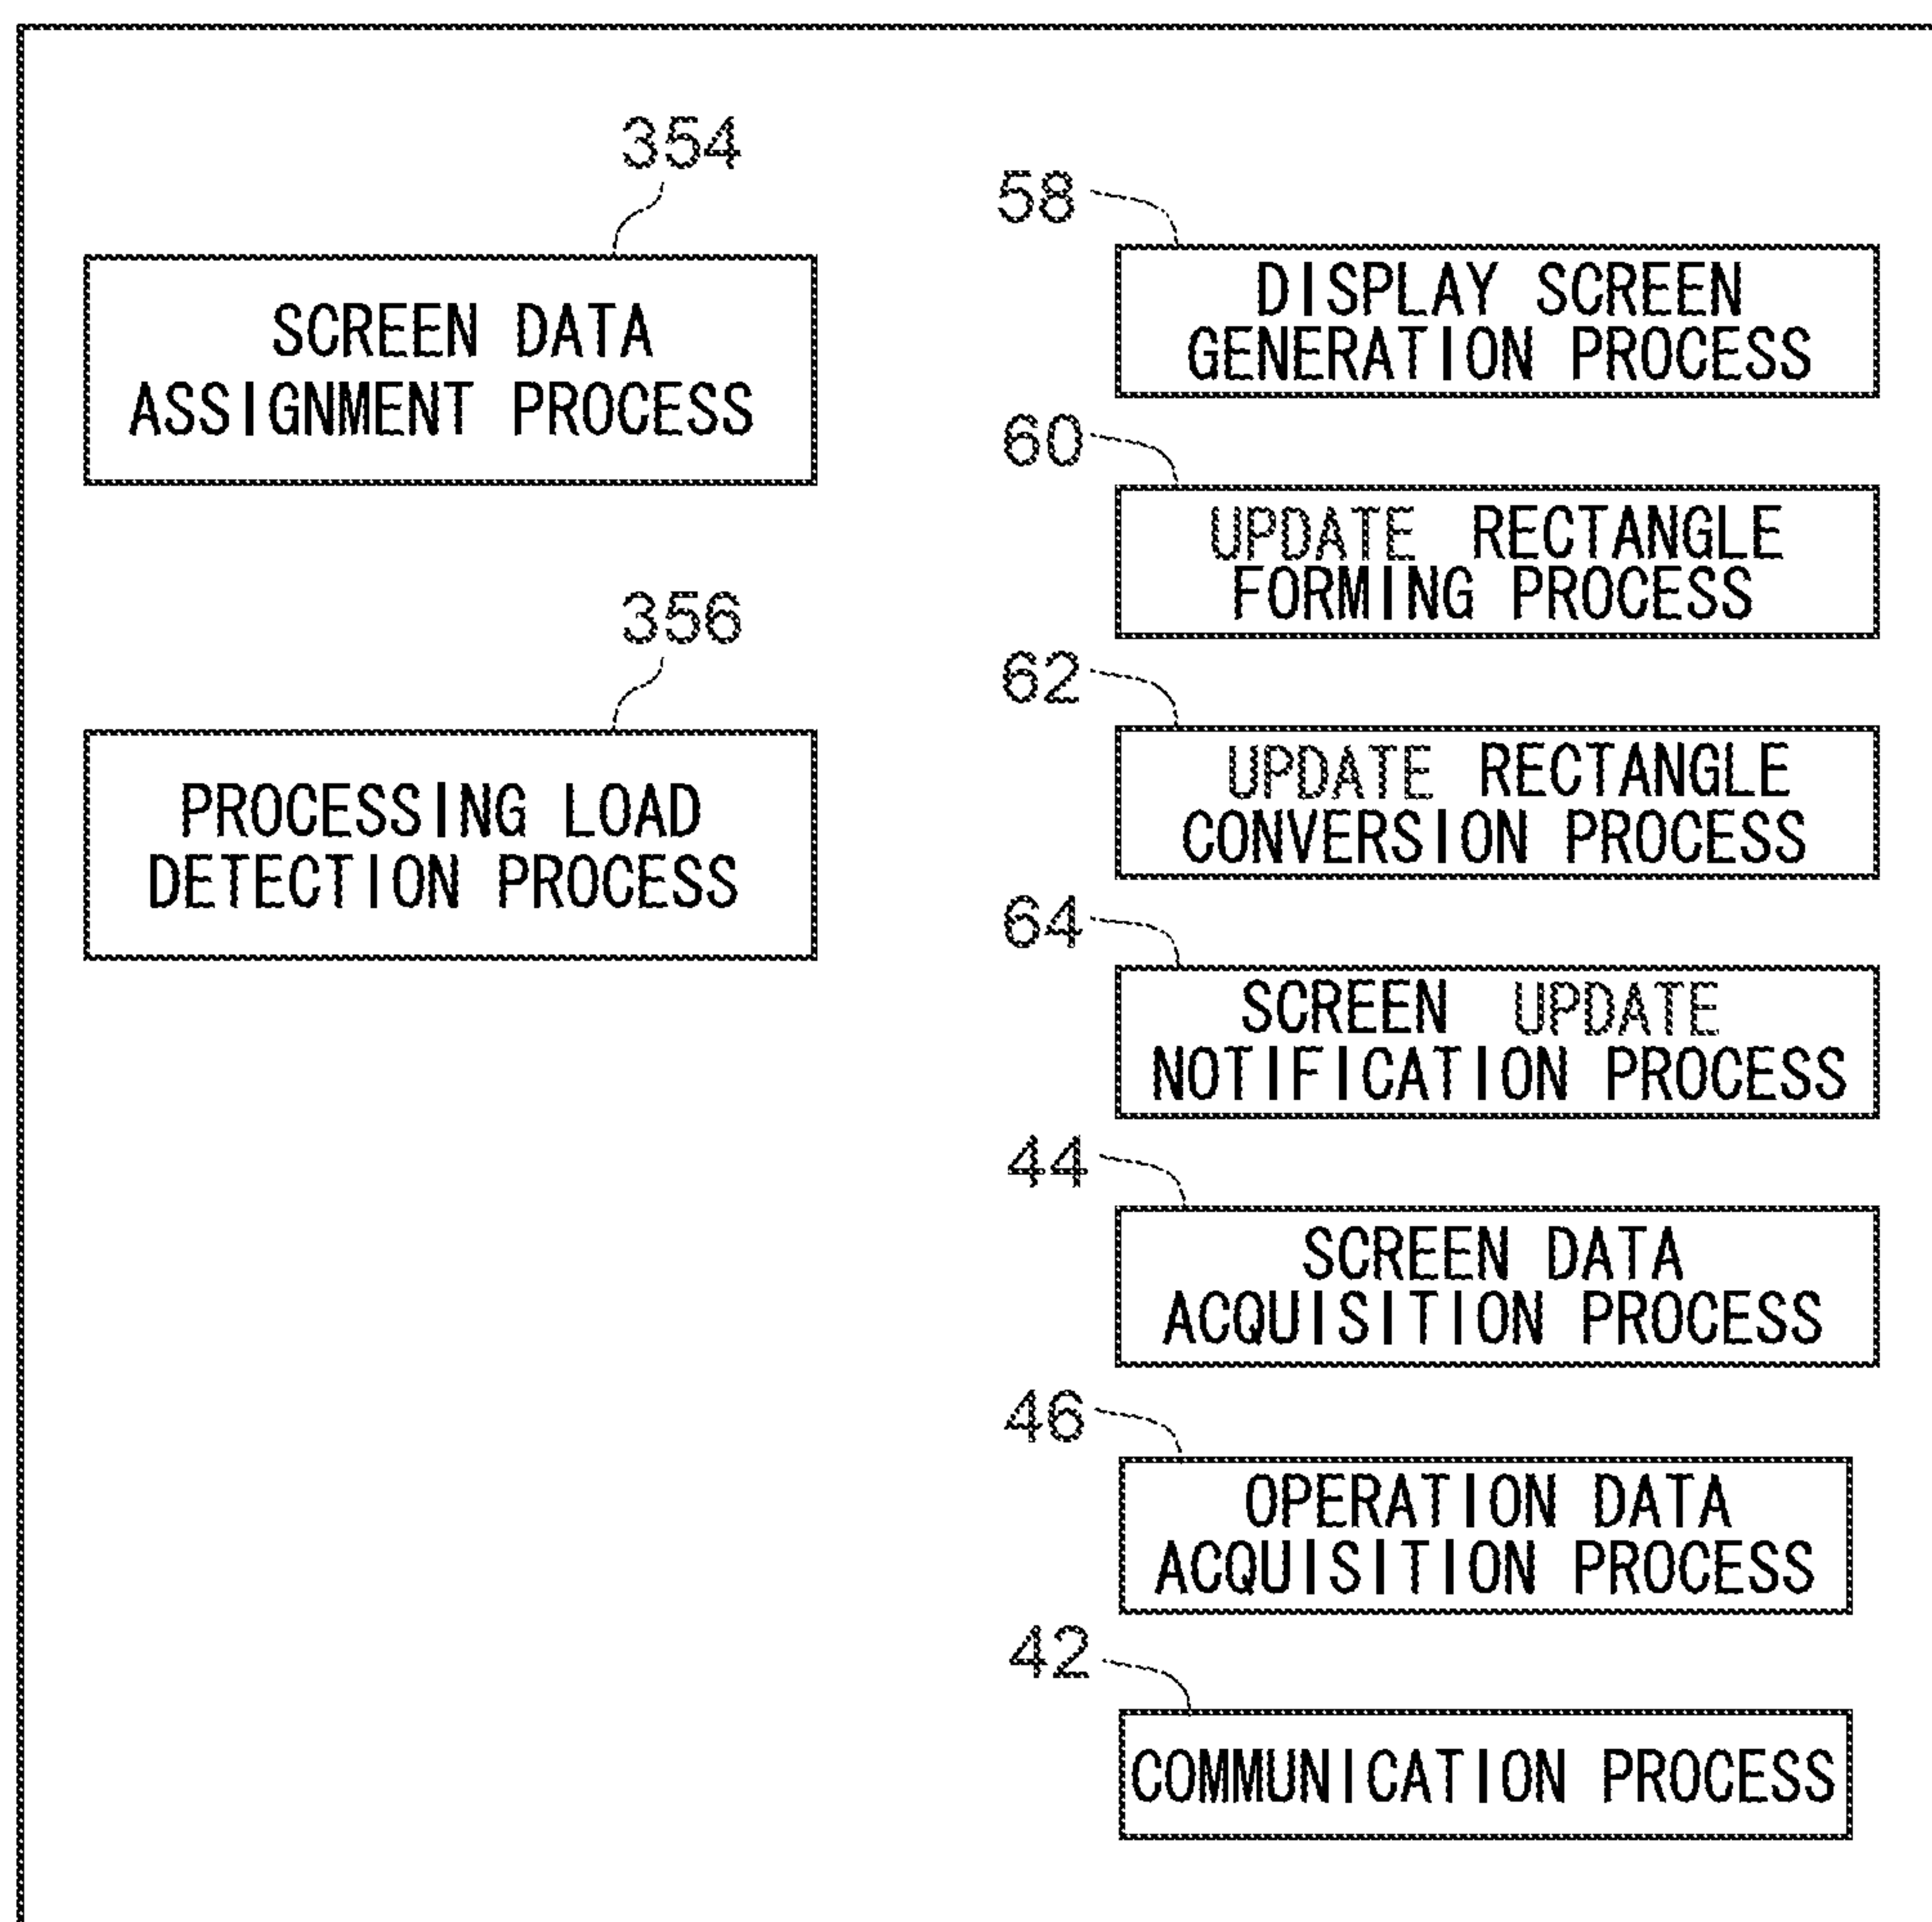 354
SCREEN DATA
ASSIGNMENT PROCESS
356
PROCESSING LOAD
DETECTION PROCESS
58
DISPLAY SCREEN
GENERATION PROCESS
60
UPDATE RECTANGLE
FORMING PROCESS
62
UPDATE RECTANGLE
CONVERSION PROCESS
64
SCREEN UPDATE
NOTIFICATION PROCESS
44
SCREEN DATA
ACQUISITION PROCESS
46
OPERATION DATA
ACQUISITION PROCESS
42
COMMUNICATION PROCESS